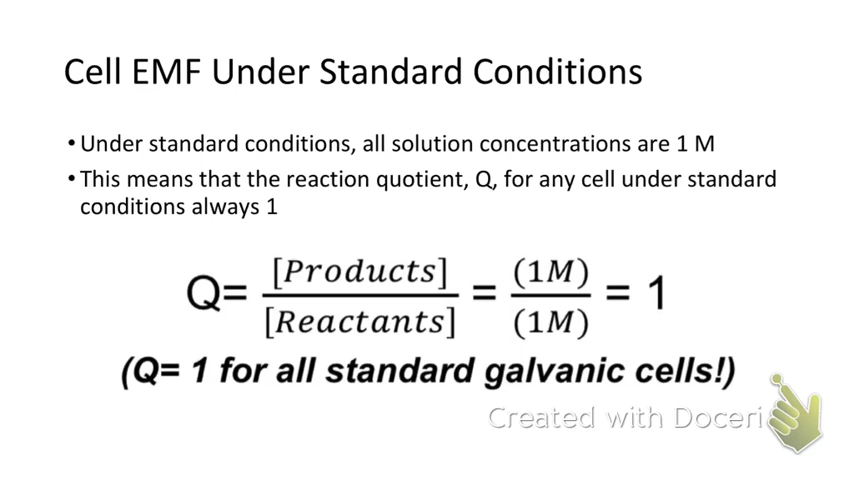 Cell EMF Under Standard Conditions
• Under standard conditions, all solution concentrations are 1 M
• This means that the reaction quotient, Q, for any cell under standard
conditions always 1
Q= [Products] / [Reactants] = (1M) / (1M) = 1
(Q= 1 for all standard galvanic cells!)
Created with Doceri